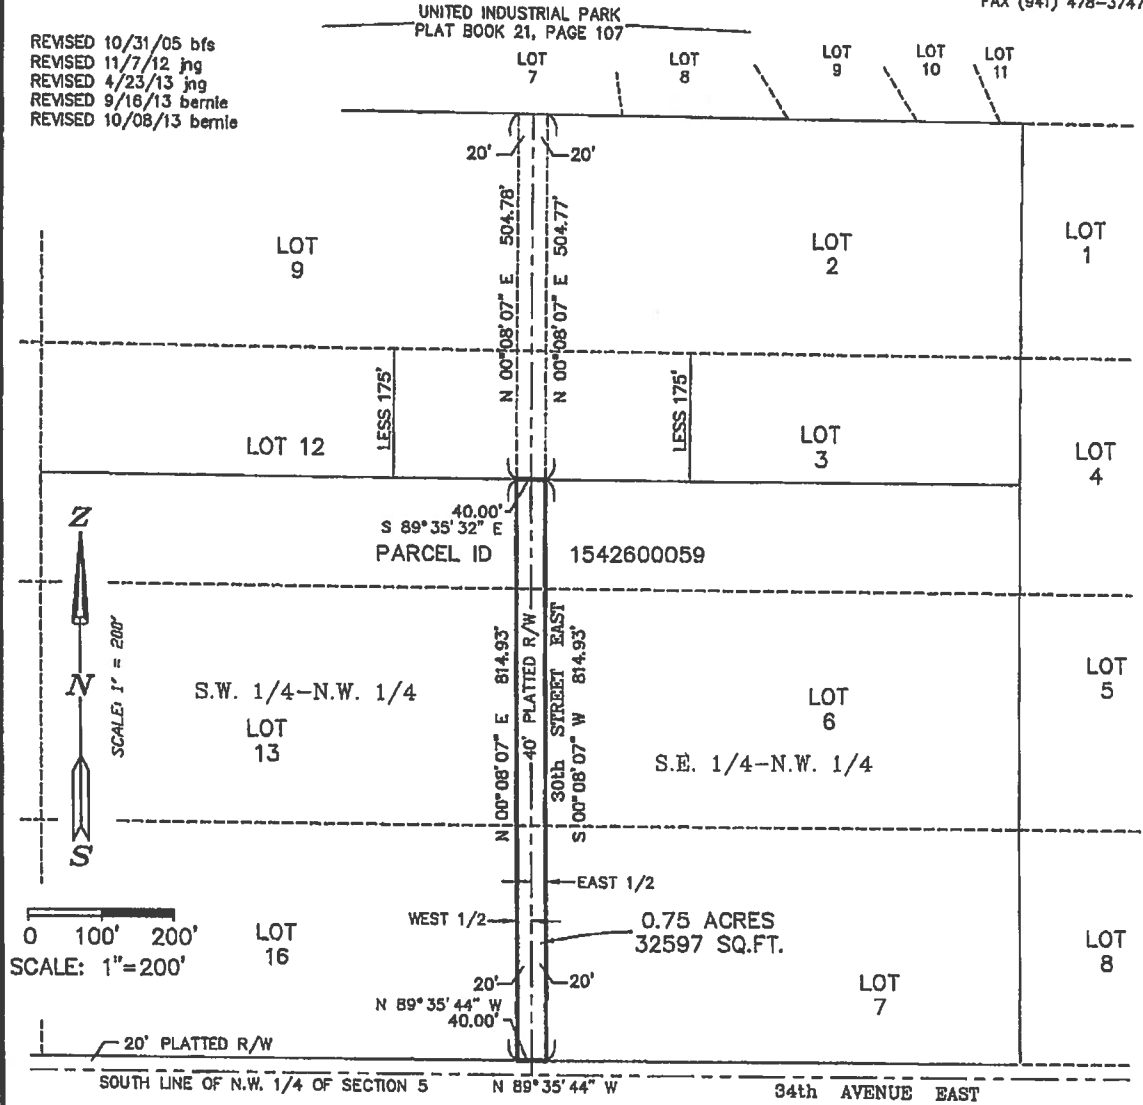 FAX (941) 478-3747
UNITED INDUSTRIAL PARK
PLAT BOOK 21, PAGE 107
REVISED 10/31/05 bfs
REVISED 11/7/12 jng
REVISED 4/23/13 jng
REVISED 9/16/13 bernie
REVISED 10/08/13 bernie
LOT
7
LOT
8
LOT
9
LOT
10
LOT
11
20'
20'
N 00°08'07" E 504.78'
N 00°08'07" E 504.77'
LOT
9
LOT
2
LOT
1
LESS 175'
LESS 175'
LOT 12
LOT
3
LOT
4
40.00'
S 89°35'32" E
PARCEL ID 1542600059
Z
N
S
SCALE: 1" = 200'
N 00°08'07" E 814.93'
40' PLATTED R/W
30th STREET EAST
S 00°08'07" W 814.93'
S.W. 1/4-N.W. 1/4
LOT
13
LOT
6
S.E. 1/4-N.W. 1/4
LOT
5
EAST 1/2
WEST 1/2
0.75 ACRES
32597 SQ.FT.
0 100' 200'
SCALE: 1"=200'
LOT
16
20'
20'
LOT
7
LOT
8
N 89°35'44" W
40.00'
20' PLATTED R/W
SOUTH LINE OF N.W. 1/4 OF SECTION 5
N 89°35'44" W
34th AVENUE EAST